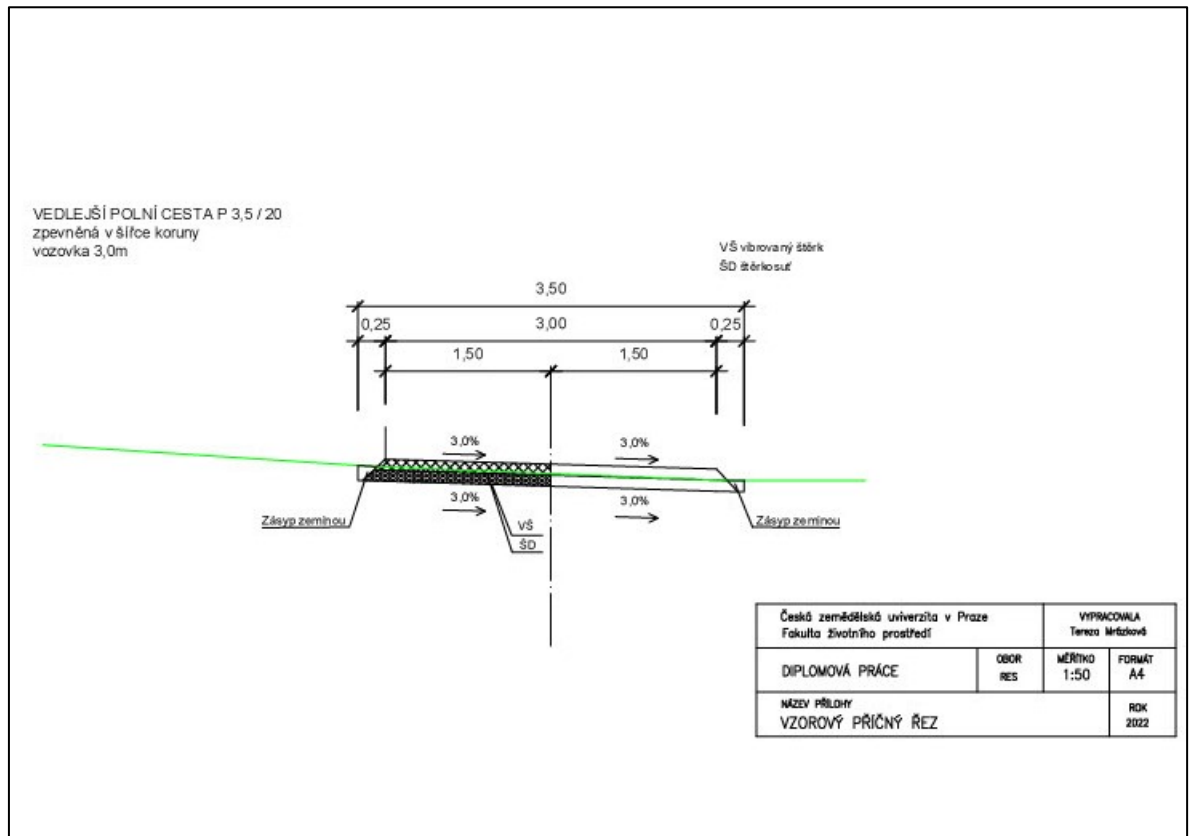 VEDLEJŠÍ POLNÍ CESTA P 3,5 / 20
zpevněná v šířce koruny
vozovka 3,0m
VŠ vibrovaný štěrk
ŠD štěrkosuť
3,50
0,25
3,00
0,25
1,50
1,50
3,0%
3,0%
3,0%
3,0%
Zásyp zeminou
VŠ
ŠD
Zásyp zeminou
Česká zemědělská uviverzita v Praze
Fakulta životního prostředí
VYPRACOVALA
Tereza Mrázková
DIPLOMOVÁ PRÁCE
OBOR
RES
MĚŘÍTKO
1:50
FORMÁT
A4
NÁZEV PŘÍLOHY
VZOROVÝ PŘÍČNÝ ŘEZ
ROK
2022